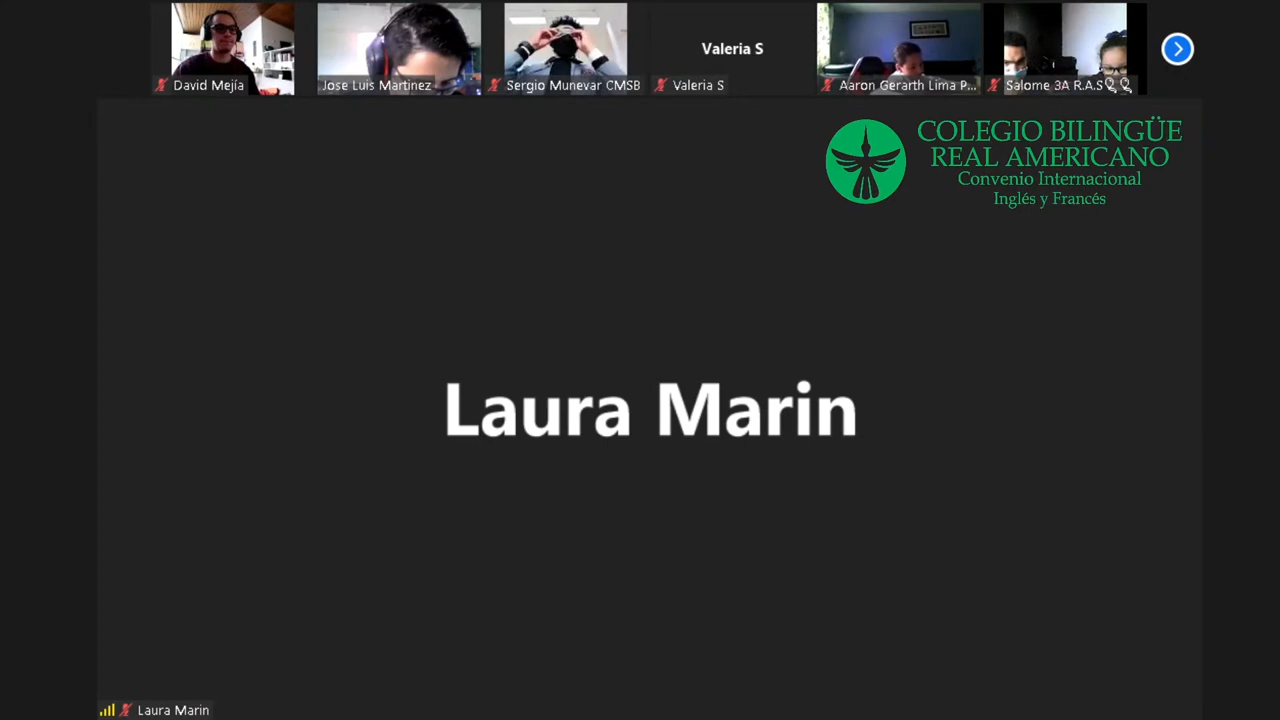 Valeria S
David Mejía
Jose Luis Martinez
Sergio Munevar CMSB
Valeria S
Aaron Gerarth Lima P...
Salome 3A R.A.S
COLEGIO BILINGÜE
REAL AMERICANO
Convenio Internacional
Inglés y Francés
Laura Marin
Laura Marin